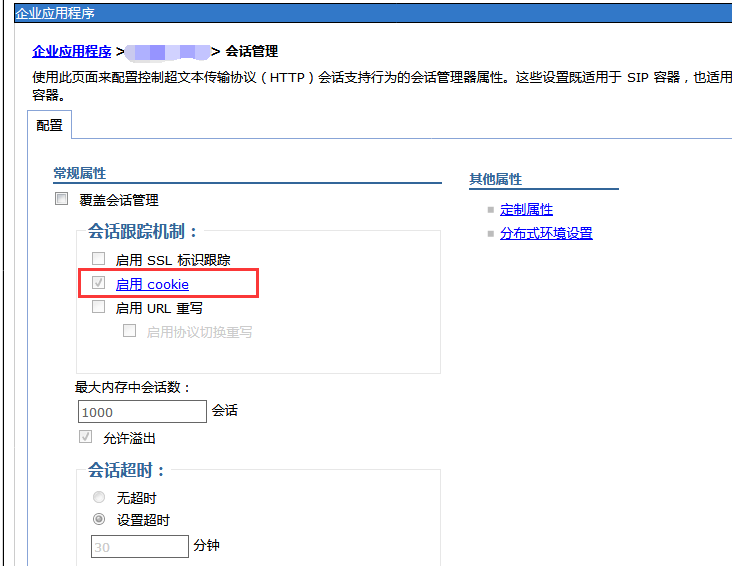 企业应用程序
企业应用程序 > > 会话管理
使用此页面来配置控制超文本传输协议（HTTP）会话支持行为的会话管理器属性。这些设置既适用于 SIP 容器，也适用
容器。
配置
常规属性
覆盖会话管理
会话跟踪机制：
启用 SSL 标识跟踪
启用 cookie
启用 URL 重写
启用协议切换重写
最大内存中会话数：
1000 会话
允许溢出
会话超时：
无超时
设置超时
30 分钟
其他属性
定制属性
分布式环境设置